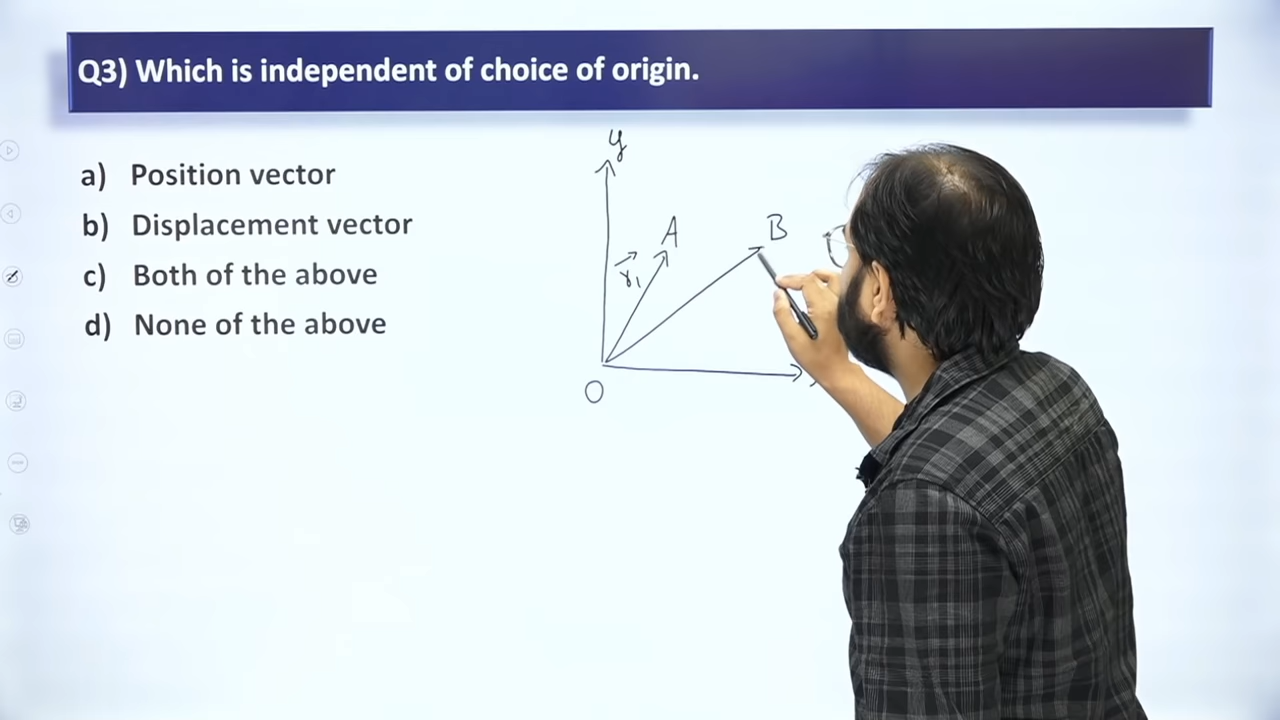 Q3) Which is independent of choice of origin.
a) Position vector
b) Displacement vector
c) Both of the above
d) None of the above
y
A
B
r⃗₁
O